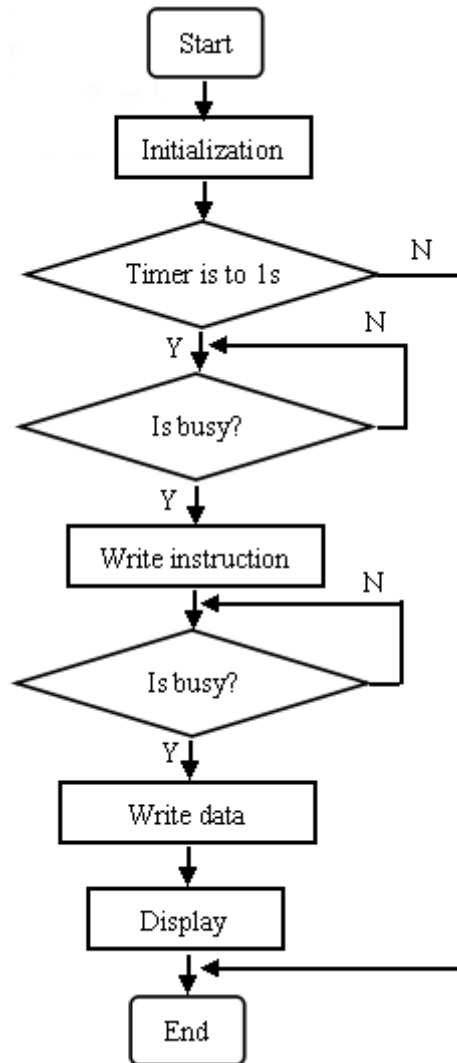 Start
Initialization
Timer is to 1s
N
Y
N
Is busy?
Y
Write instruction
N
Is busy?
Y
Write data
Display
End